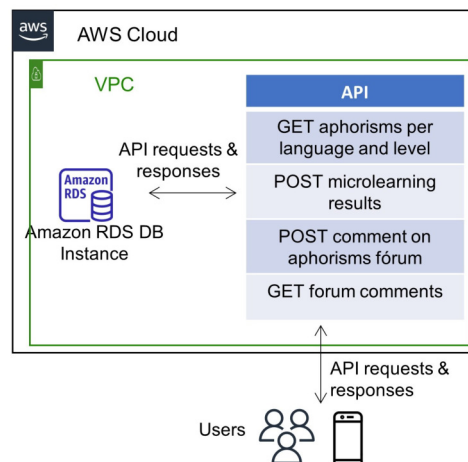 aws
AWS Cloud
VPC
API
GET aphorisms per
language and level
API requests &
responses
POST microlearning
results
Amazon
RDS
Amazon RDS DB
Instance
POST comment on
aphorisms fórum
GET forum comments
API requests &
responses
Users